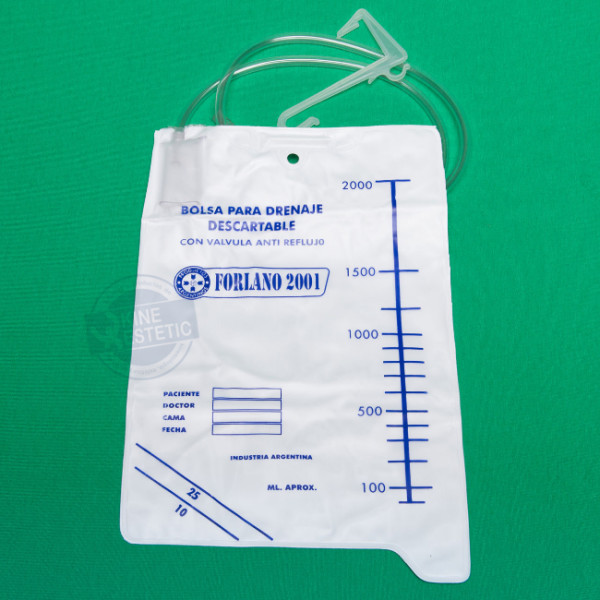 BOLSA PARA DRENAJE
DESCARTABLE
CON VALVULA ANTI REFLUJO
FORLANO 2001
2000
1500
1000
500
100
PACIENTE
DOCTOR
CAMA
FECHA
INDUSTRIA ARGENTINA
ML. APROX.
25
10